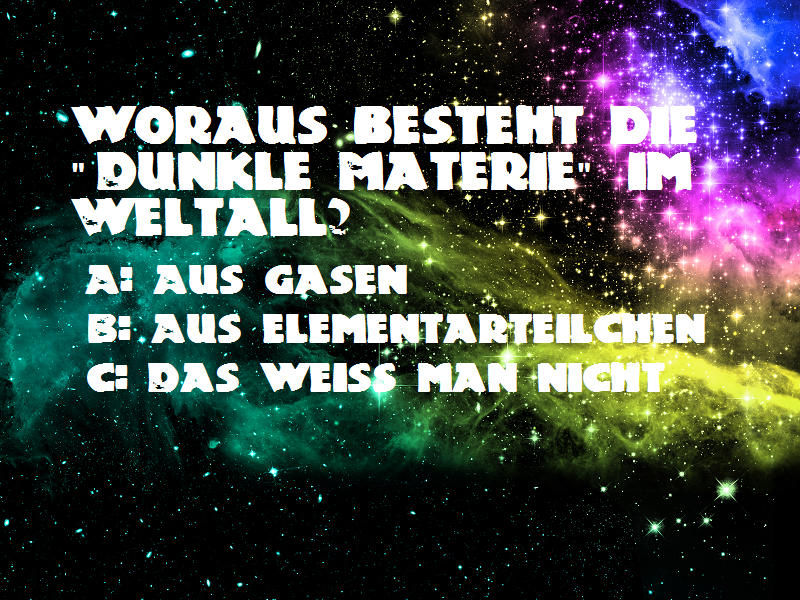 WORAUS BESTEHT DIE
"DUNKLE MATERIE" IM
WELTALL?
A: AUS GASEN
B: AUS ELEMENTARTEILCHEN
C: DAS WEISS MAN NICHT